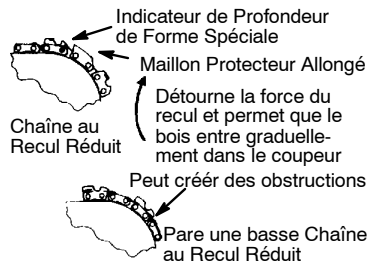 Indicateur de Profondeur
de Forme Spéciale
Maillon Protecteur Allongé
Détourne la force du
recul et permet que le
bois entre graduelle-
ment dans le coupeur
Chaîne au
Recul Réduit
Peut créér des obstructions
Pare une basse Chaîne
au Recul Réduit